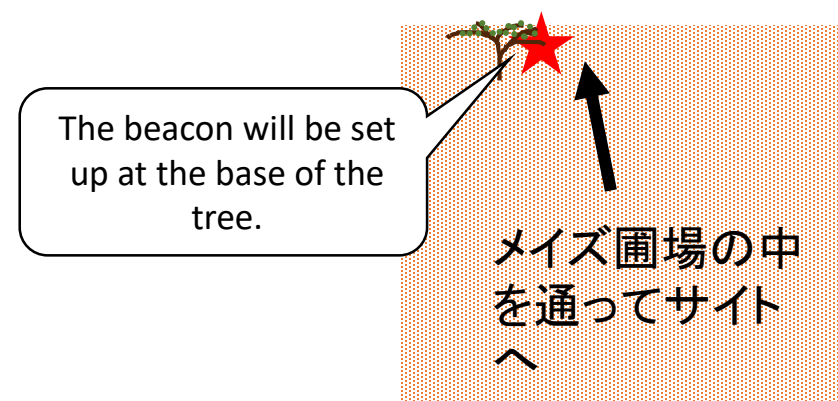 The beacon will be set
up at the base of the
tree.
メイズ圃場の中
を通ってサイト
へ